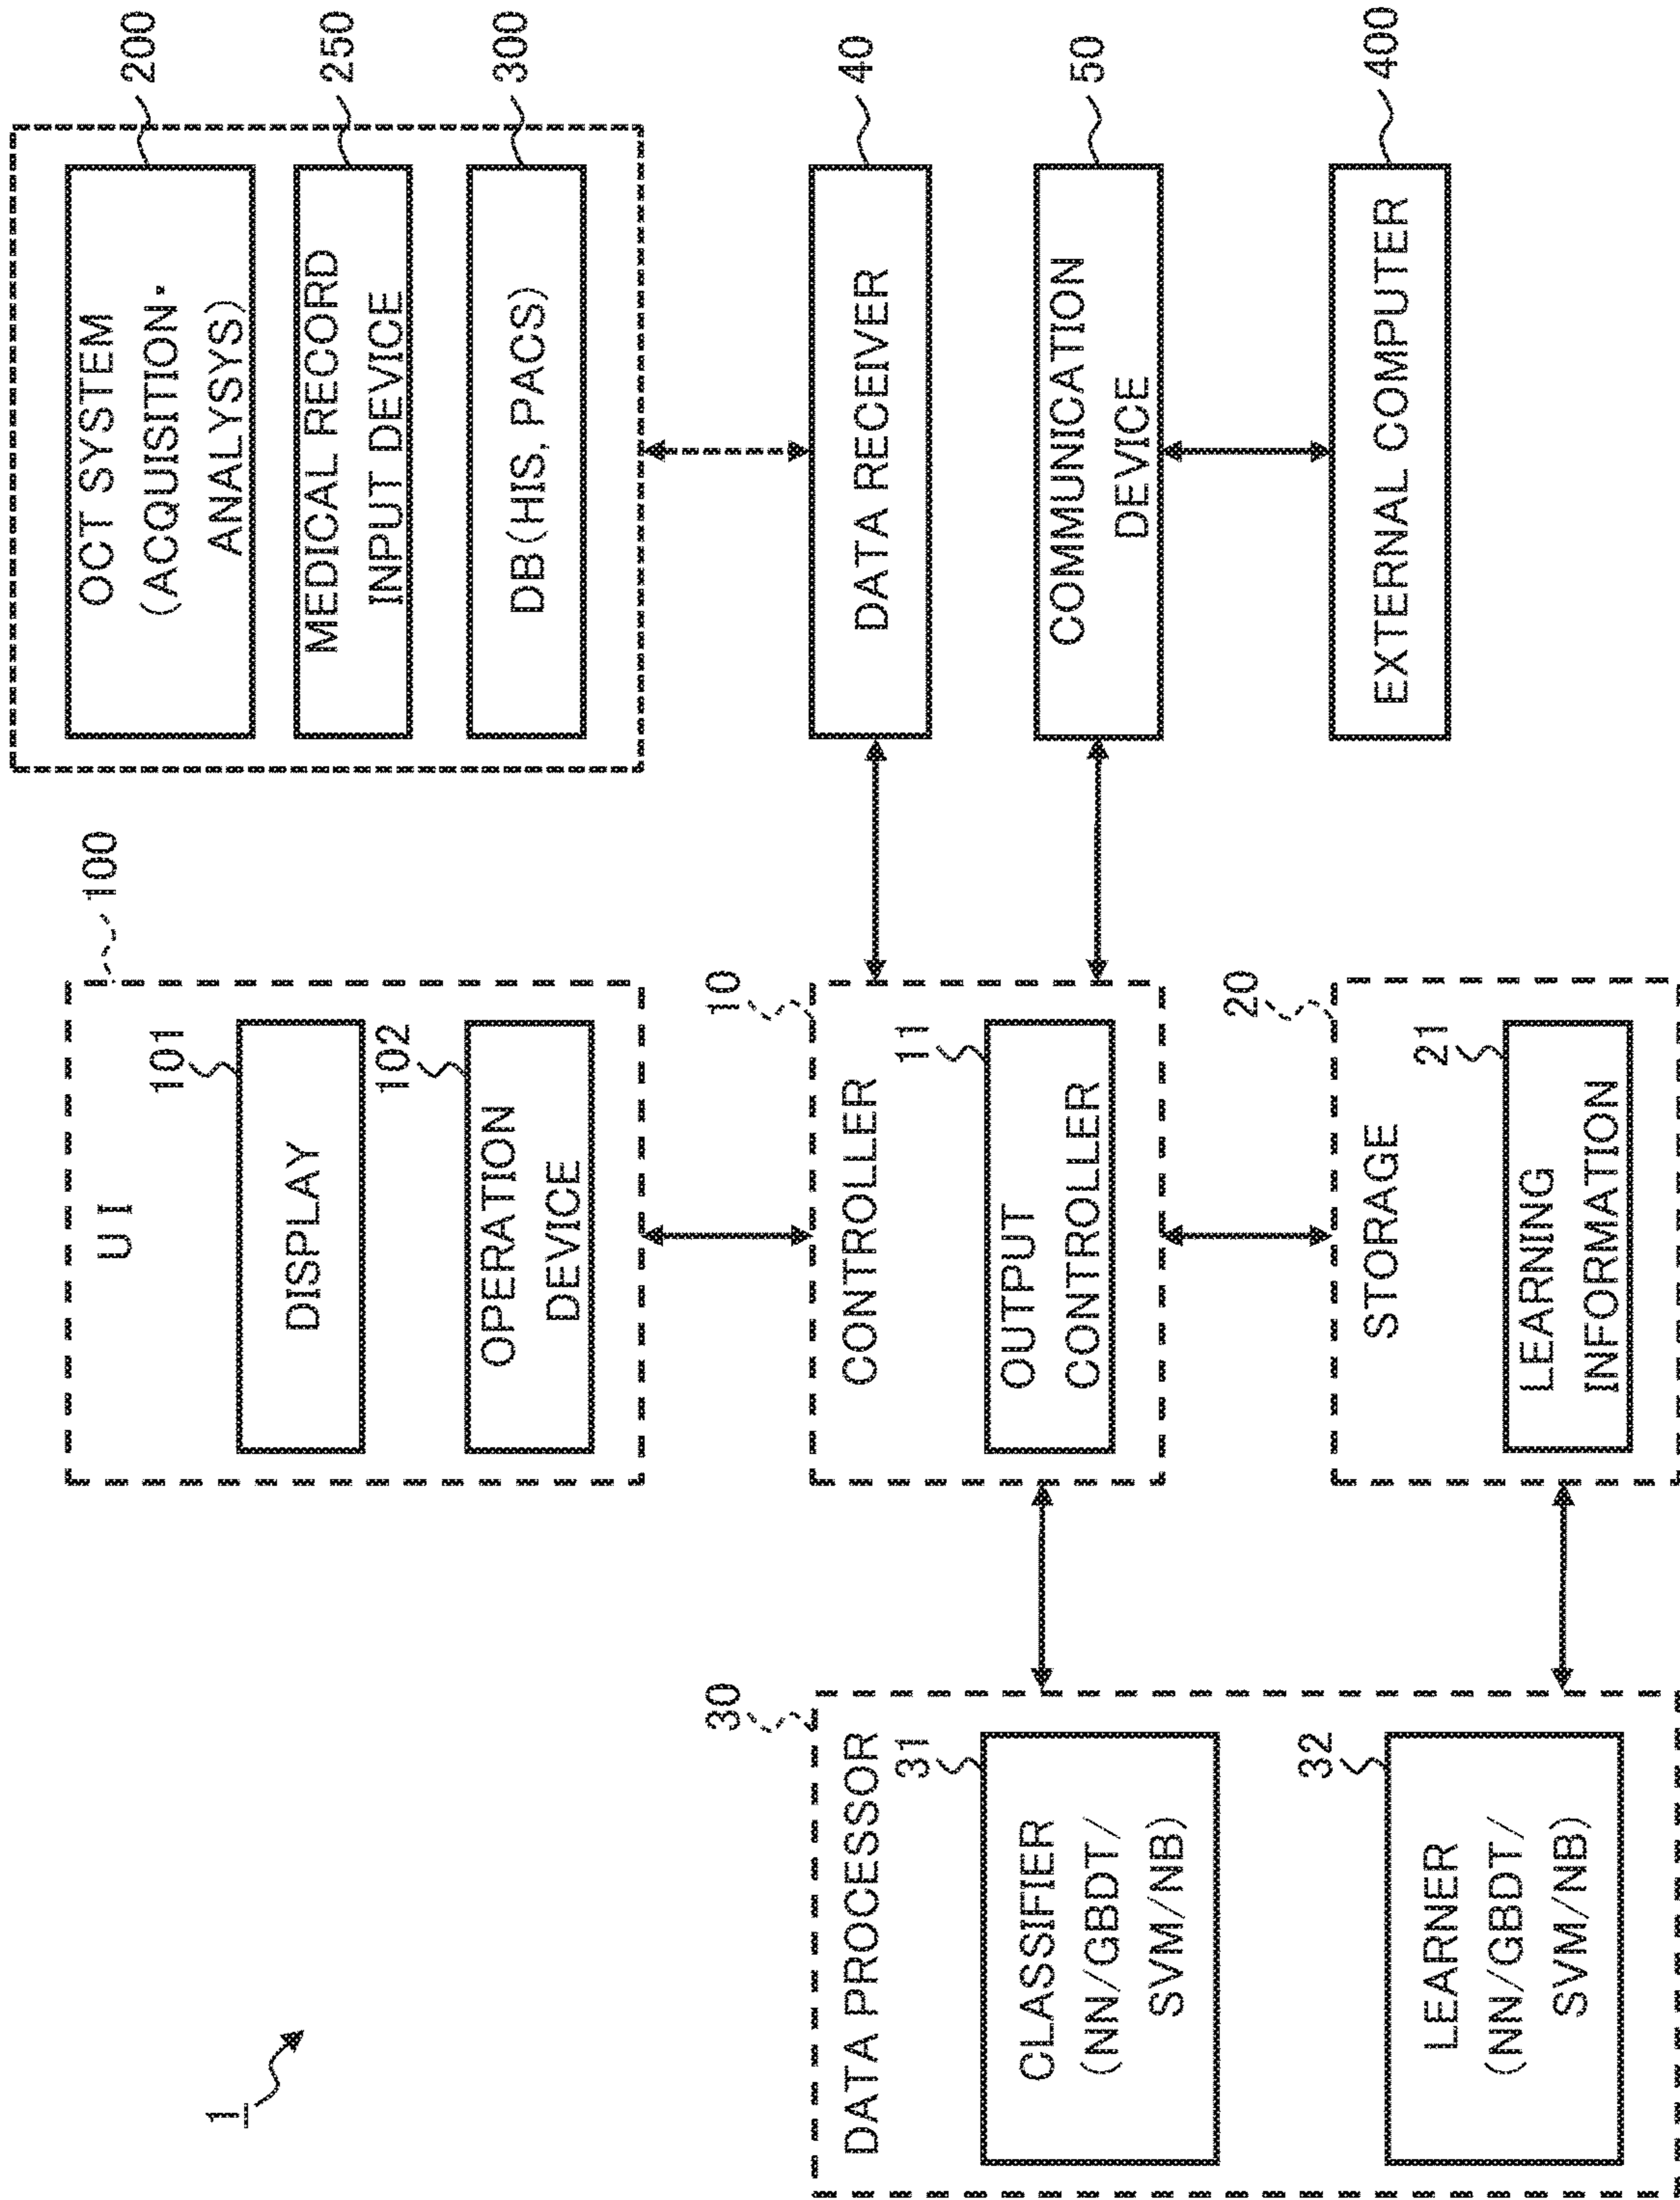 1
100
UI
101
DISPLAY
102
OPERATION
DEVICE
200
OCT SYSTEM
(ACQUISITION·
ANALYSYS)
250
MEDICAL RECORD
INPUT DEVICE
300
DB(HIS, PACS)
30
DATA PROCESSOR
31
CLASSIFIER
(NN/GBDT/
SVM/NB)
32
LEARNER
(NN/GBDT/
SVM/NB)
10
CONTROLLER
11
OUTPUT
CONTROLLER
20
STORAGE
21
LEARNING
INFORMATION
40
DATA RECEIVER
50
COMMUNICATION
DEVICE
400
EXTERNAL COMPUTER